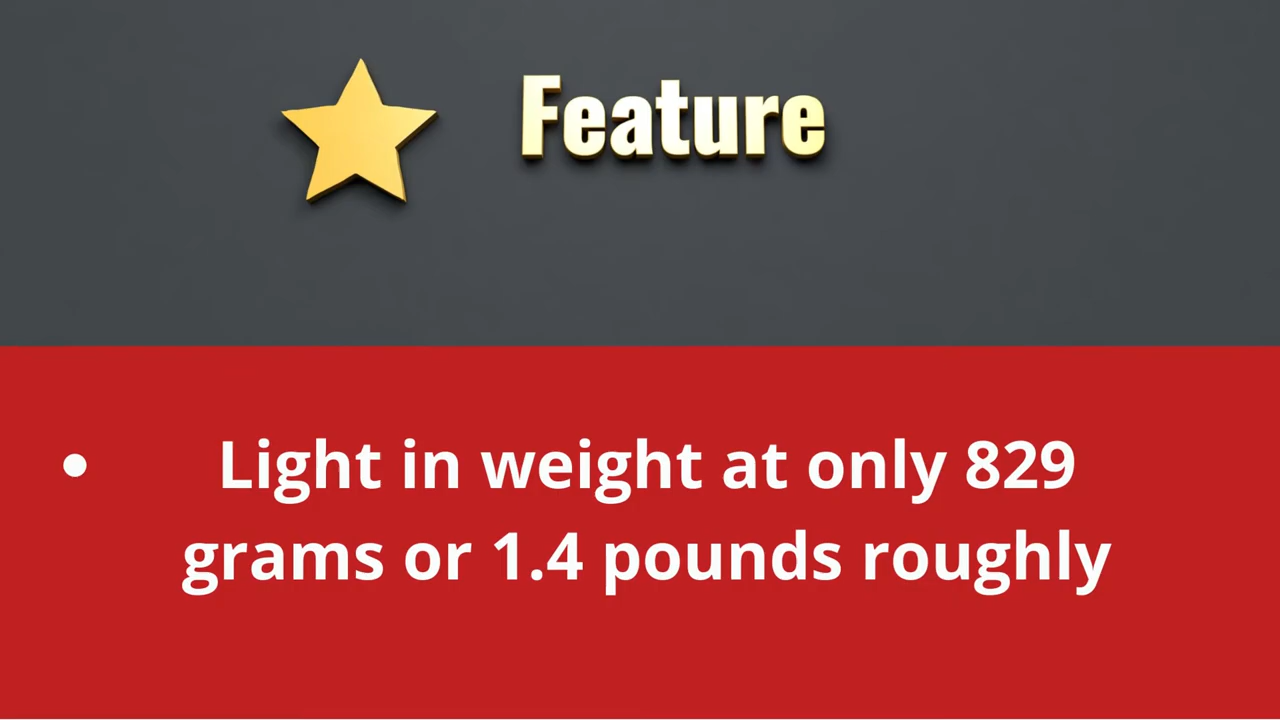 Feature
• Light in weight at only 829
grams or 1.4 pounds roughly